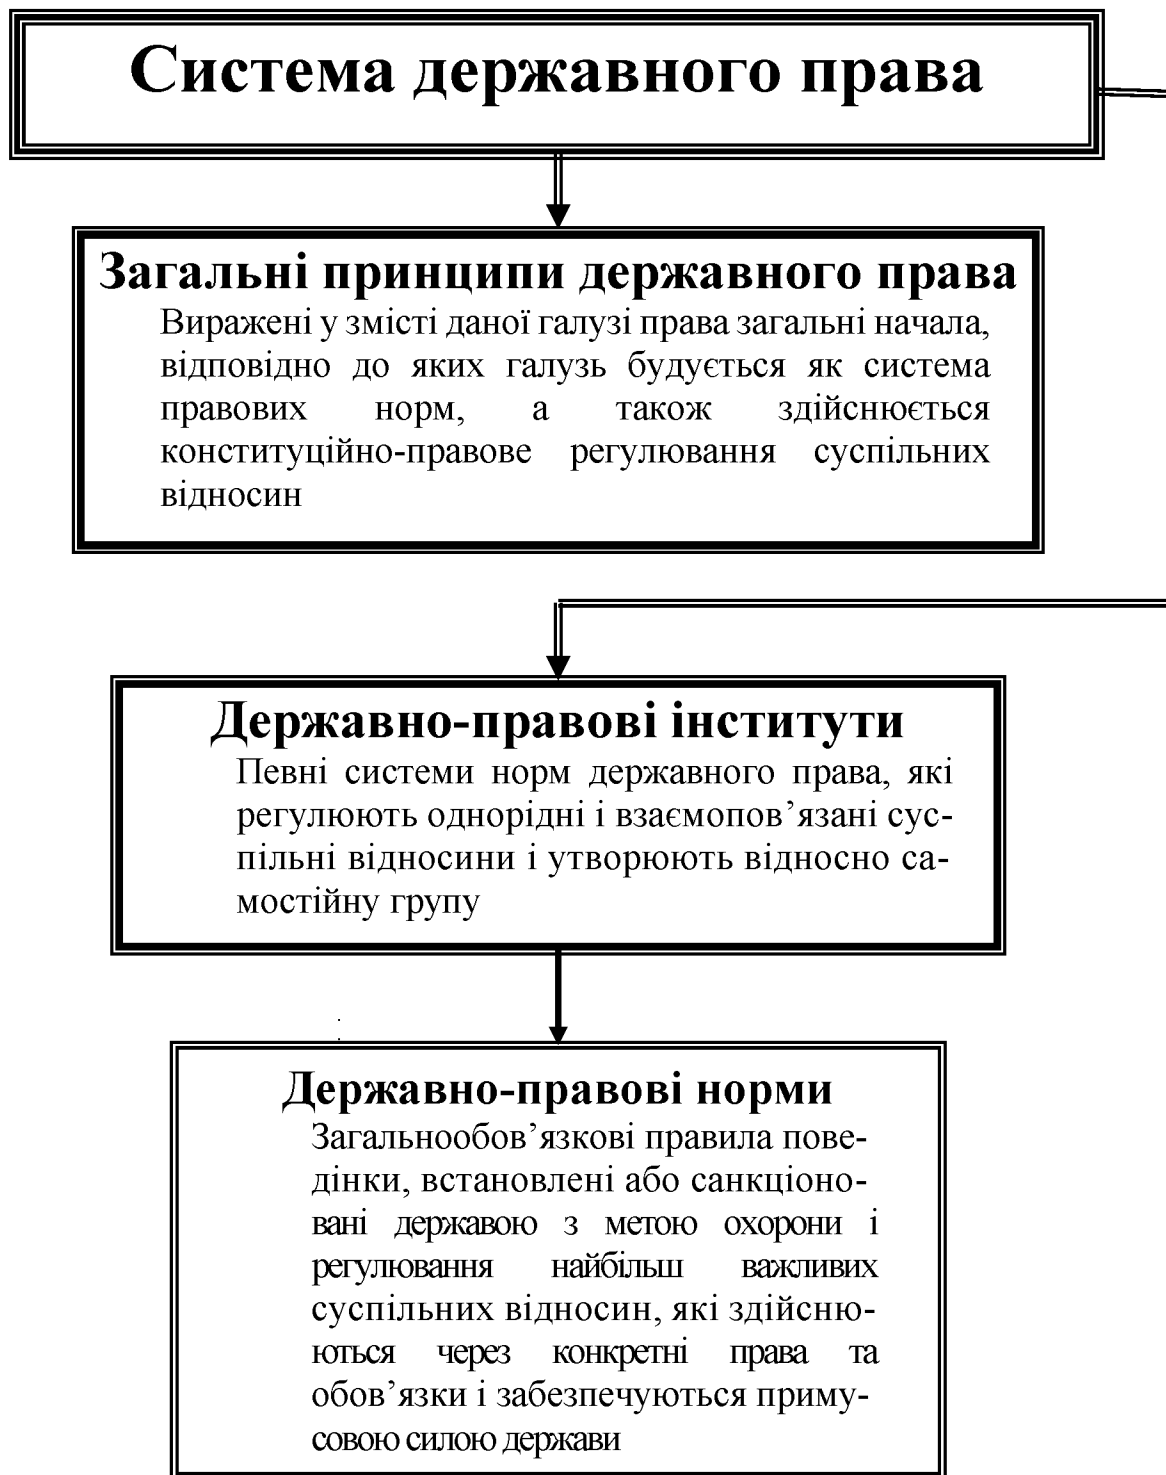 Система державного права
Загальні принципи державного права
Виражені у змісті даної галузі права загальні начала,
відповідно до яких галузь будується як система
правових норм, а також здійснюється
конституційно-правове регулювання суспільних
відносин
Державно-правові інститути
Певні системи норм державного права, які
регулюють однорідні і взаємопов’язані сус-
пільні відносини і утворюють відносно са-
мостійну групу
Державно-правові норми
Загальнообов’язкові правила пове-
дінки, встановлені або санкціоно-
вані державою з метою охорони і
регулювання найбільш важливих
суспільних відносин, які здійсню-
ються через конкретні права та
обов’язки і забезпечуються приму-
совою силою держави